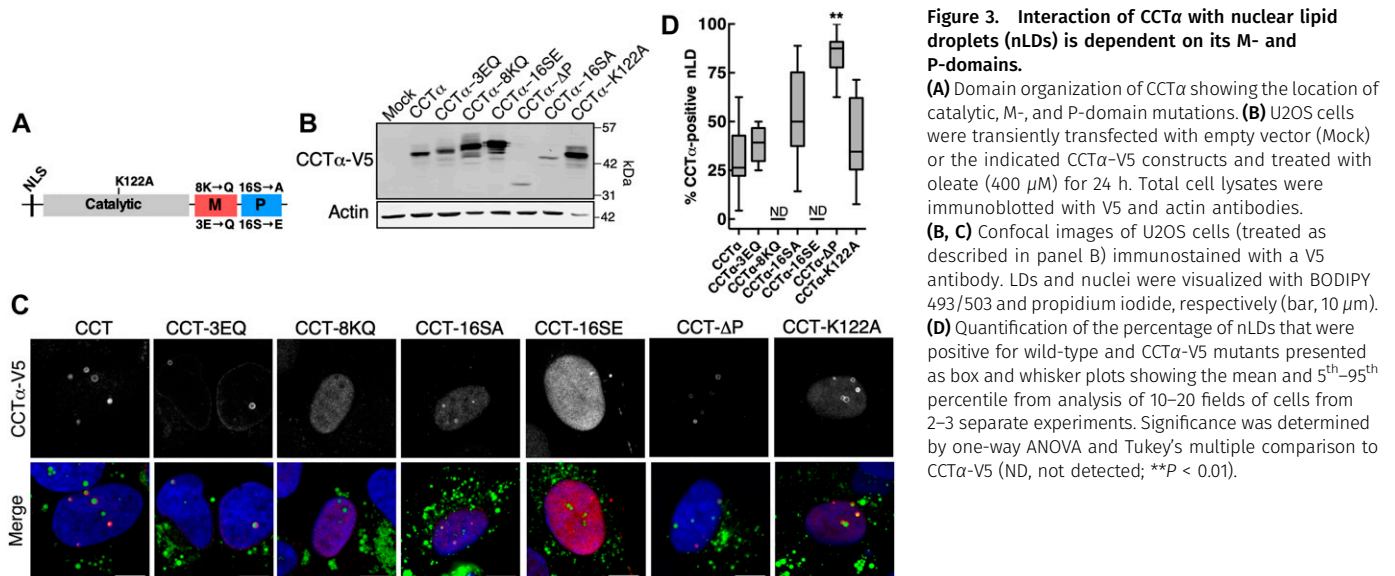 A
NLS
K122A
8K→Q 16S→A
Catalytic
M
P
3E→Q 16S→E
B
Mock
CCTα
CCTα-3EQ
CCTα-8KQ
CCTα-16SE
CCTα-ΔP
CCTα-16SA
CCTα-K122A
CCTα-V5
57
42
31
kDa
Actin
42
D
% CCTα-positive nLD
100
75
50
25
0
**
ND
ND
CCTα
CCTα-3EQ
CCTα-8KQ
CCTα-16SA
CCTα-16SE
CCTα-ΔP
CCTα-K122A
C
CCT
CCT-3EQ
CCT-8KQ
CCT-16SA
CCT-16SE
CCT-ΔP
CCT-K122A
CCTα-V5
Merge
Figure 3. Interaction of CCTα with nuclear lipid
droplets (nLDs) is dependent on its M- and
P-domains.
(A) Domain organization of CCTα showing the location of
catalytic, M-, and P-domain mutations. (B) U2OS cells
were transiently transfected with empty vector (Mock)
or the indicated CCTα-V5 constructs and treated with
oleate (400 μM) for 24 h. Total cell lysates were
immunoblotted with V5 and actin antibodies.
(B, C) Confocal images of U2OS cells (treated as
described in panel B) immunostained with a V5
antibody. LDs and nuclei were visualized with BODIPY
493/503 and propidium iodide, respectively (bar, 10 μm).
(D) Quantification of the percentage of nLDs that were
positive for wild-type and CCTα-V5 mutants presented
as box and whisker plots showing the mean and 5th–95th
percentile from analysis of 10–20 fields of cells from
2–3 separate experiments. Significance was determined
by one-way ANOVA and Tukey's multiple comparison to
CCTα-V5 (ND, not detected; **P < 0.01).